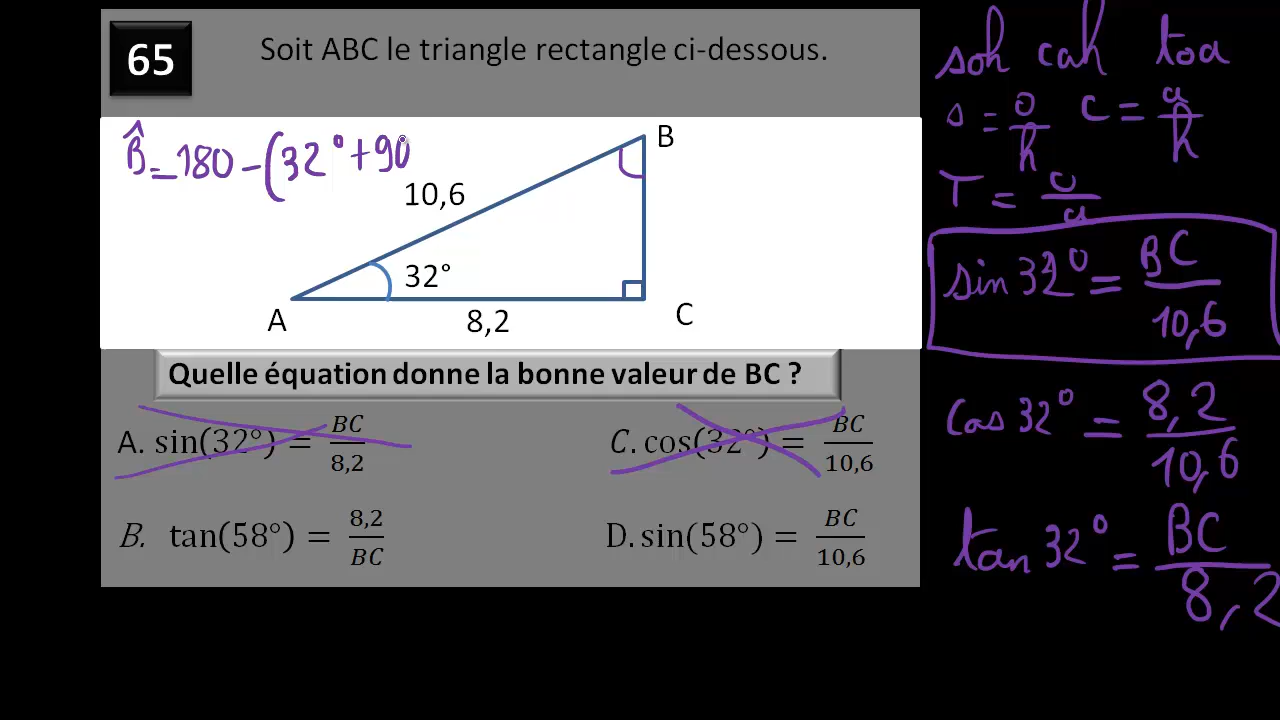 65
Soit ABC le triangle rectangle ci-dessous.
B̂ = 180 - (32° + 90
10,6
B
32°
A
8,2
C
Quelle équation donne la bonne valeur de BC ?
A. sin(32°) = BC/8,2
C. cos(32°) = BC/10,6
B. tan(58°) = 8,2/BC
D. sin(58°) = BC/10,6
soh cah toa
s = o/h c = a/h
T = o/a
sin 32° = BC/10,6
cos 32° = 8,2/10,6
tan 32° = BC/8,2